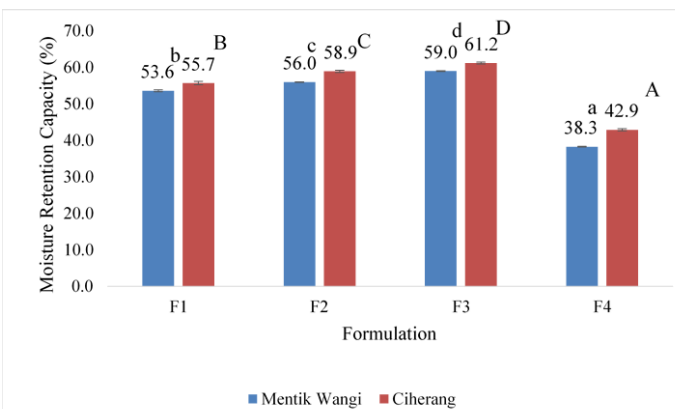 70.0
60.0
50.0
40.0
30.0
20.0
10.0
0.0
Moisture Retention Capacity (%)
53.6 b 55.7 B
56.0 c 58.9 C
59.0 d 61.2 D
38.3 a 42.9 A
F1 F2 F3 F4
Formulation
Mentik Wangi Ciherang